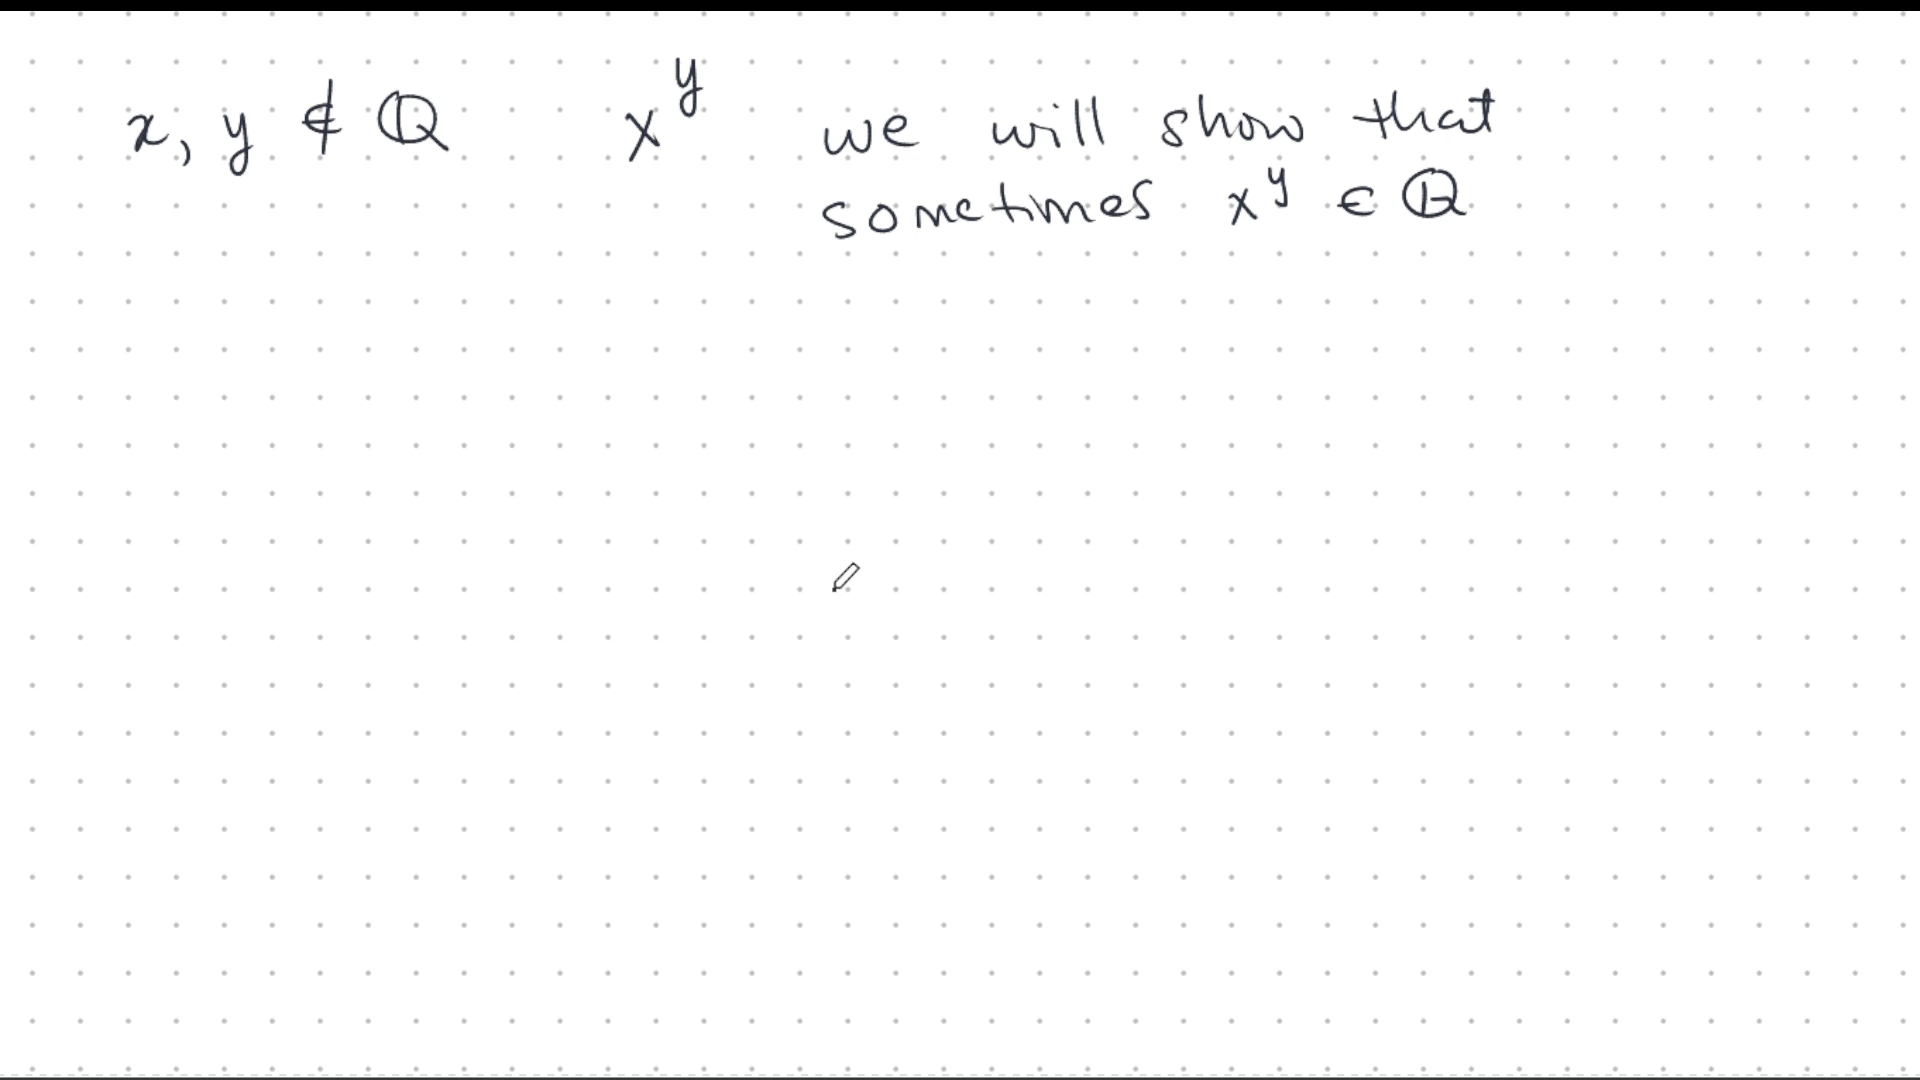 x, y ∉ ℚ x^y we will show that
sometimes x^y ∈ ℚ